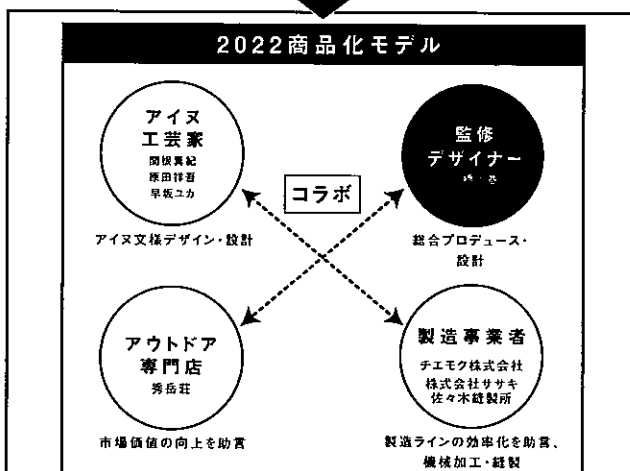 2022商品化モデル
アイヌ
工芸家
関根真紀
原田祥吾
早坂ユカ
アイヌ文様デザイン・設計
コラボ
監修
デザイナー
総合プロデュース・
設計
アウトドア
専門店
秀岳荘
市場価値の向上を助言
製造事業者
チエモク株式会社
株式会社ササキ
佐々木縫製所
製造ラインの効率化を助言、
機械加工・縫製